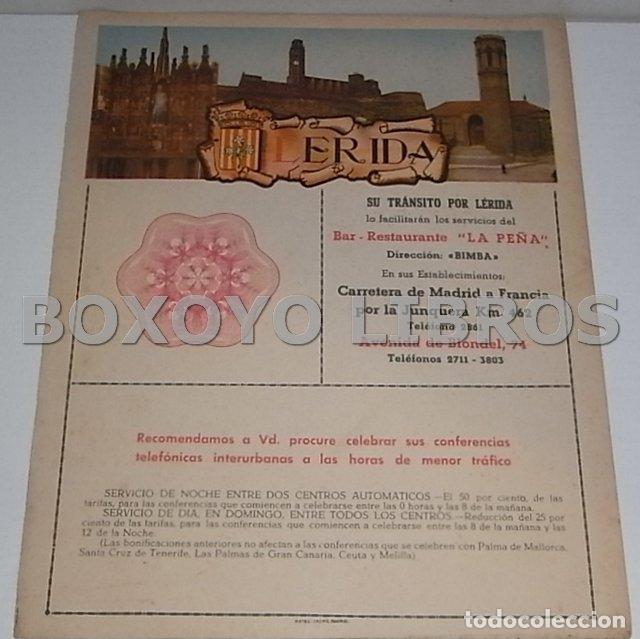 LERIDA
SU TRÁNSITO POR LÉRIDA
lo facilitarán los servicios del
Bar - Restaurante "LA PEÑA",
Dirección: «BIMBA»
En sus Establecimientos:
Carretera de Madrid a Francia
por la Junquera Km. 462
Teléfono 2861
Avenida de Blondel, 74
Teléfonos 2711 - 3803
BOXOYO LIBROS
Recomendamos a Vd. procure celebrar sus conferencias
telefónicas interurbanas a las horas de menor tráfico
SERVICIO DE NOCHE ENTRE DOS CENTROS AUTOMATICOS.—El 50 por ciento, de las
tarifas, para las conferencias que comiencen a celebrarse entre las 0 horas y las 8 de la mañana.
SERVICIO DE DIA, EN DOMINGO, ENTRE TODOS LOS CENTROS.—Reducción del 25 por
ciento de las tarifas, para las conferencias que comiencen a celebrarse entre las 8 de la mañana y las
12 de la Noche.
(Las bonificaciones anteriores no afectan a las conferencias que se celebren con Palma de Mallorca,
Santa Cruz de Tenerife, Las Palmas de Gran Canaria, Ceuta y Melilla)
todocoleccion